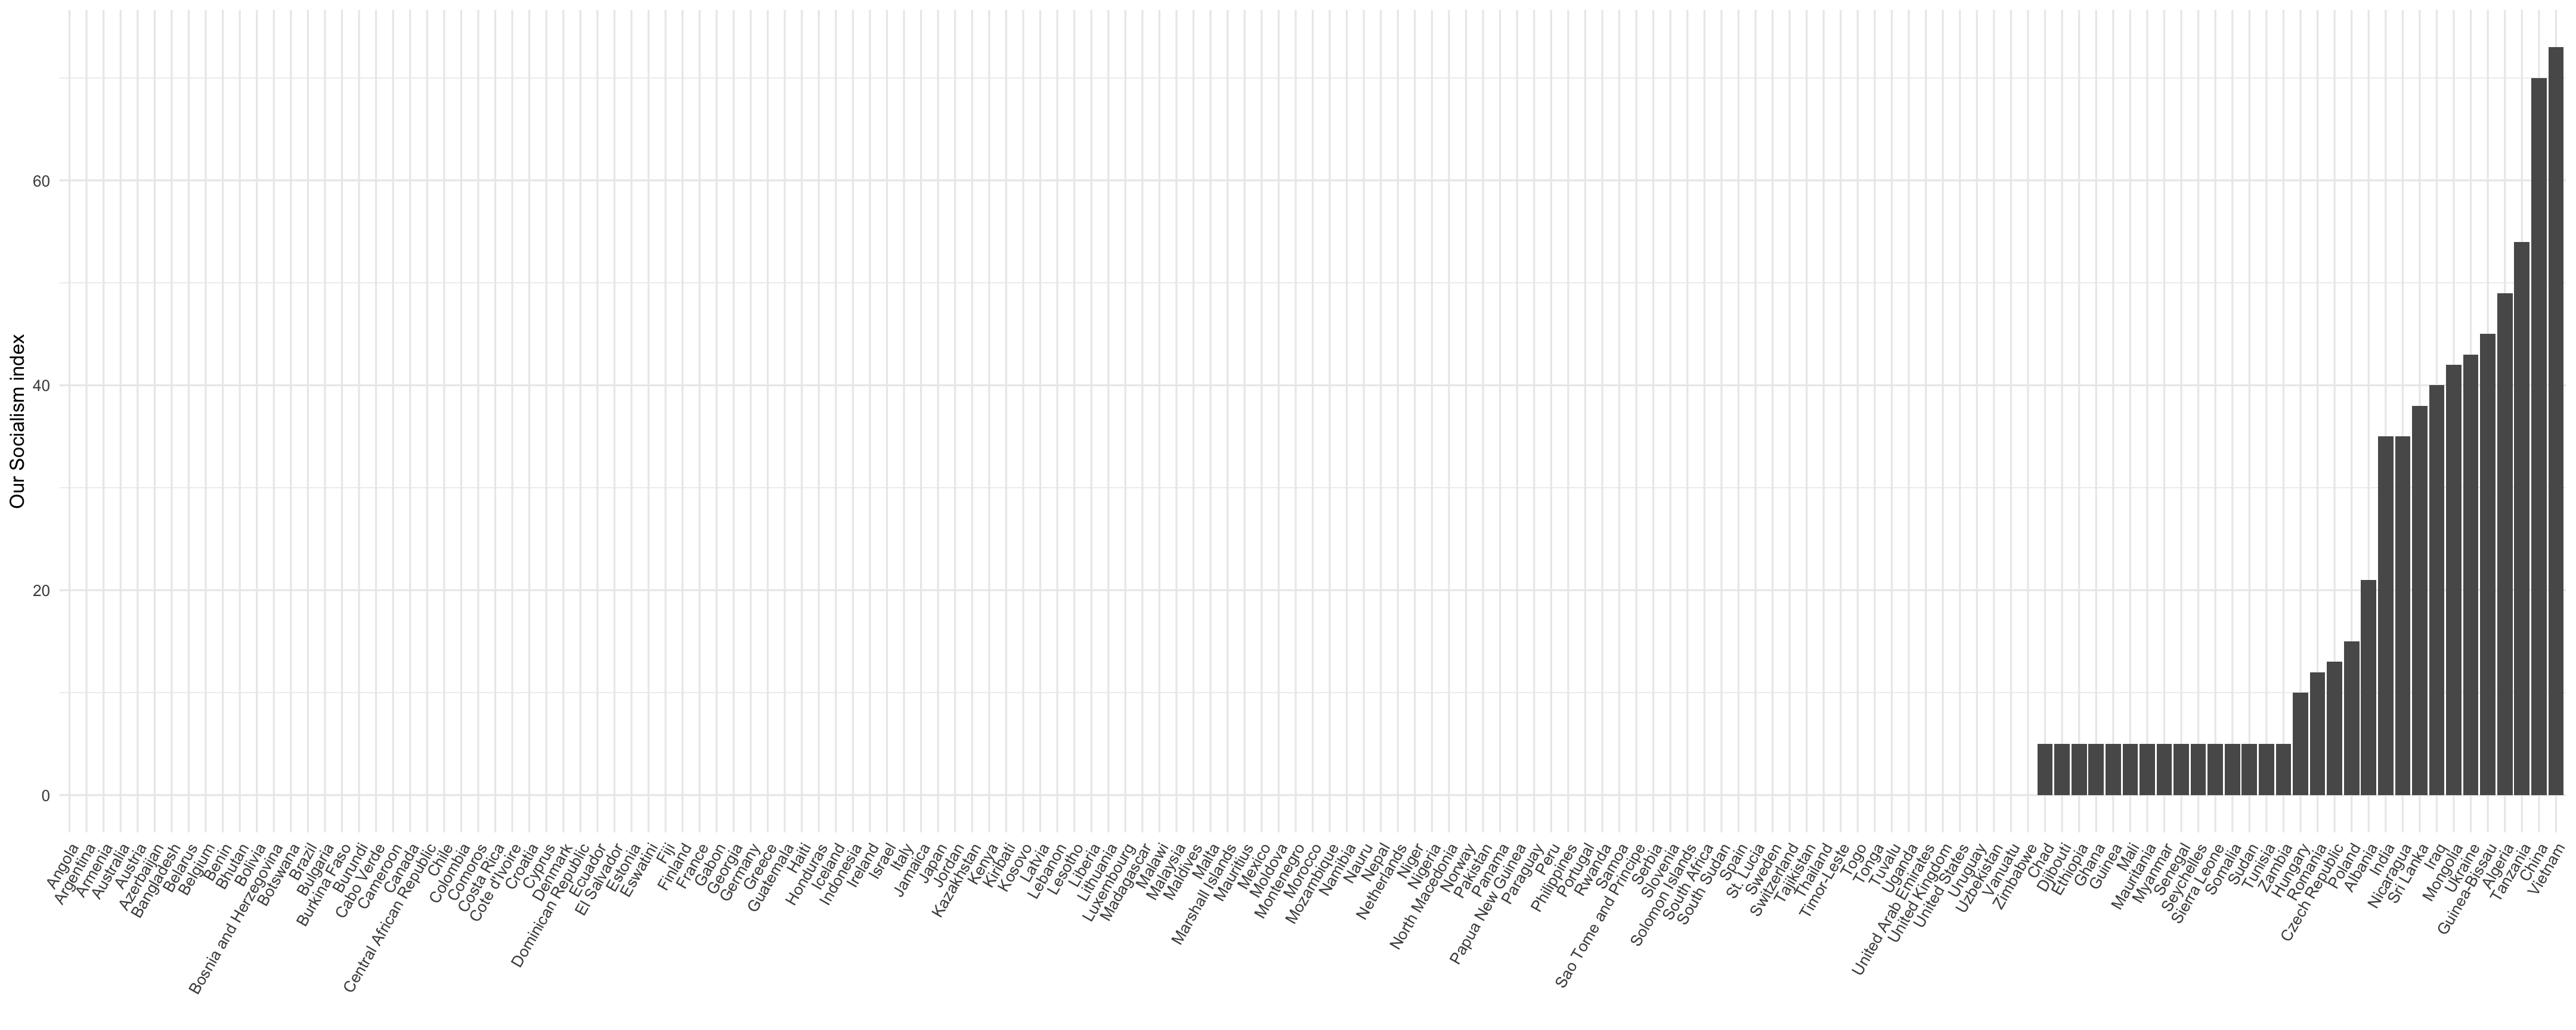 Our Socialism index
60
40
20
0
Angola
Argentina
Armenia
Australia
Austria
Azerbaijan
Bangladesh
Belarus
Belgium
Benin
Bhutan
Bolivia
Bosnia and Herzegovina
Botswana
Brazil
Bulgaria
Burkina Faso
Burundi
Cabo Verde
Cameroon
Canada
Central African Republic
Chile
Colombia
Comoros
Costa Rica
Cote d'Ivoire
Croatia
Cyprus
Denmark
Dominican Republic
Ecuador
El Salvador
Estonia
Eswatini
Fiji
Finland
France
Gabon
Georgia
Germany
Greece
Guatemala
Haiti
Honduras
Iceland
Indonesia
Ireland
Israel
Italy
Jamaica
Japan
Jordan
Kazakhstan
Kenya
Kiribati
Kosovo
Latvia
Lebanon
Lesotho
Liberia
Lithuania
Luxembourg
Madagascar
Malawi
Malaysia
Maldives
Malta
Marshall Islands
Mauritius
Mexico
Moldova
Montenegro
Morocco
Mozambique
Namibia
Nauru
Nepal
Netherlands
Niger
Nigeria
North Macedonia
Norway
Pakistan
Panama
Papua New Guinea
Paraguay
Peru
Philippines
Portugal
Rwanda
Samoa
Sao Tome and Principe
Serbia
Slovenia
Solomon Islands
South Africa
South Sudan
Spain
St. Lucia
Sweden
Switzerland
Tajikistan
Thailand
Timor-Leste
Togo
Tonga
Tuvalu
Uganda
United Arab Emirates
United Kingdom
United States
Uruguay
Uzbekistan
Vanuatu
Zimbabwe
Chad
Djibouti
Ethiopia
Ghana
Guinea
Mali
Mauritania
Myanmar
Senegal
Seychelles
Sierra Leone
Somalia
Sudan
Tunisia
Zambia
Hungary
Romania
Czech Republic
Poland
Albania
India
Nicaragua
Sri Lanka
Iraq
Mongolia
Ukraine
Guinea-Bissau
Algeria
Tanzania
China
Vietnam